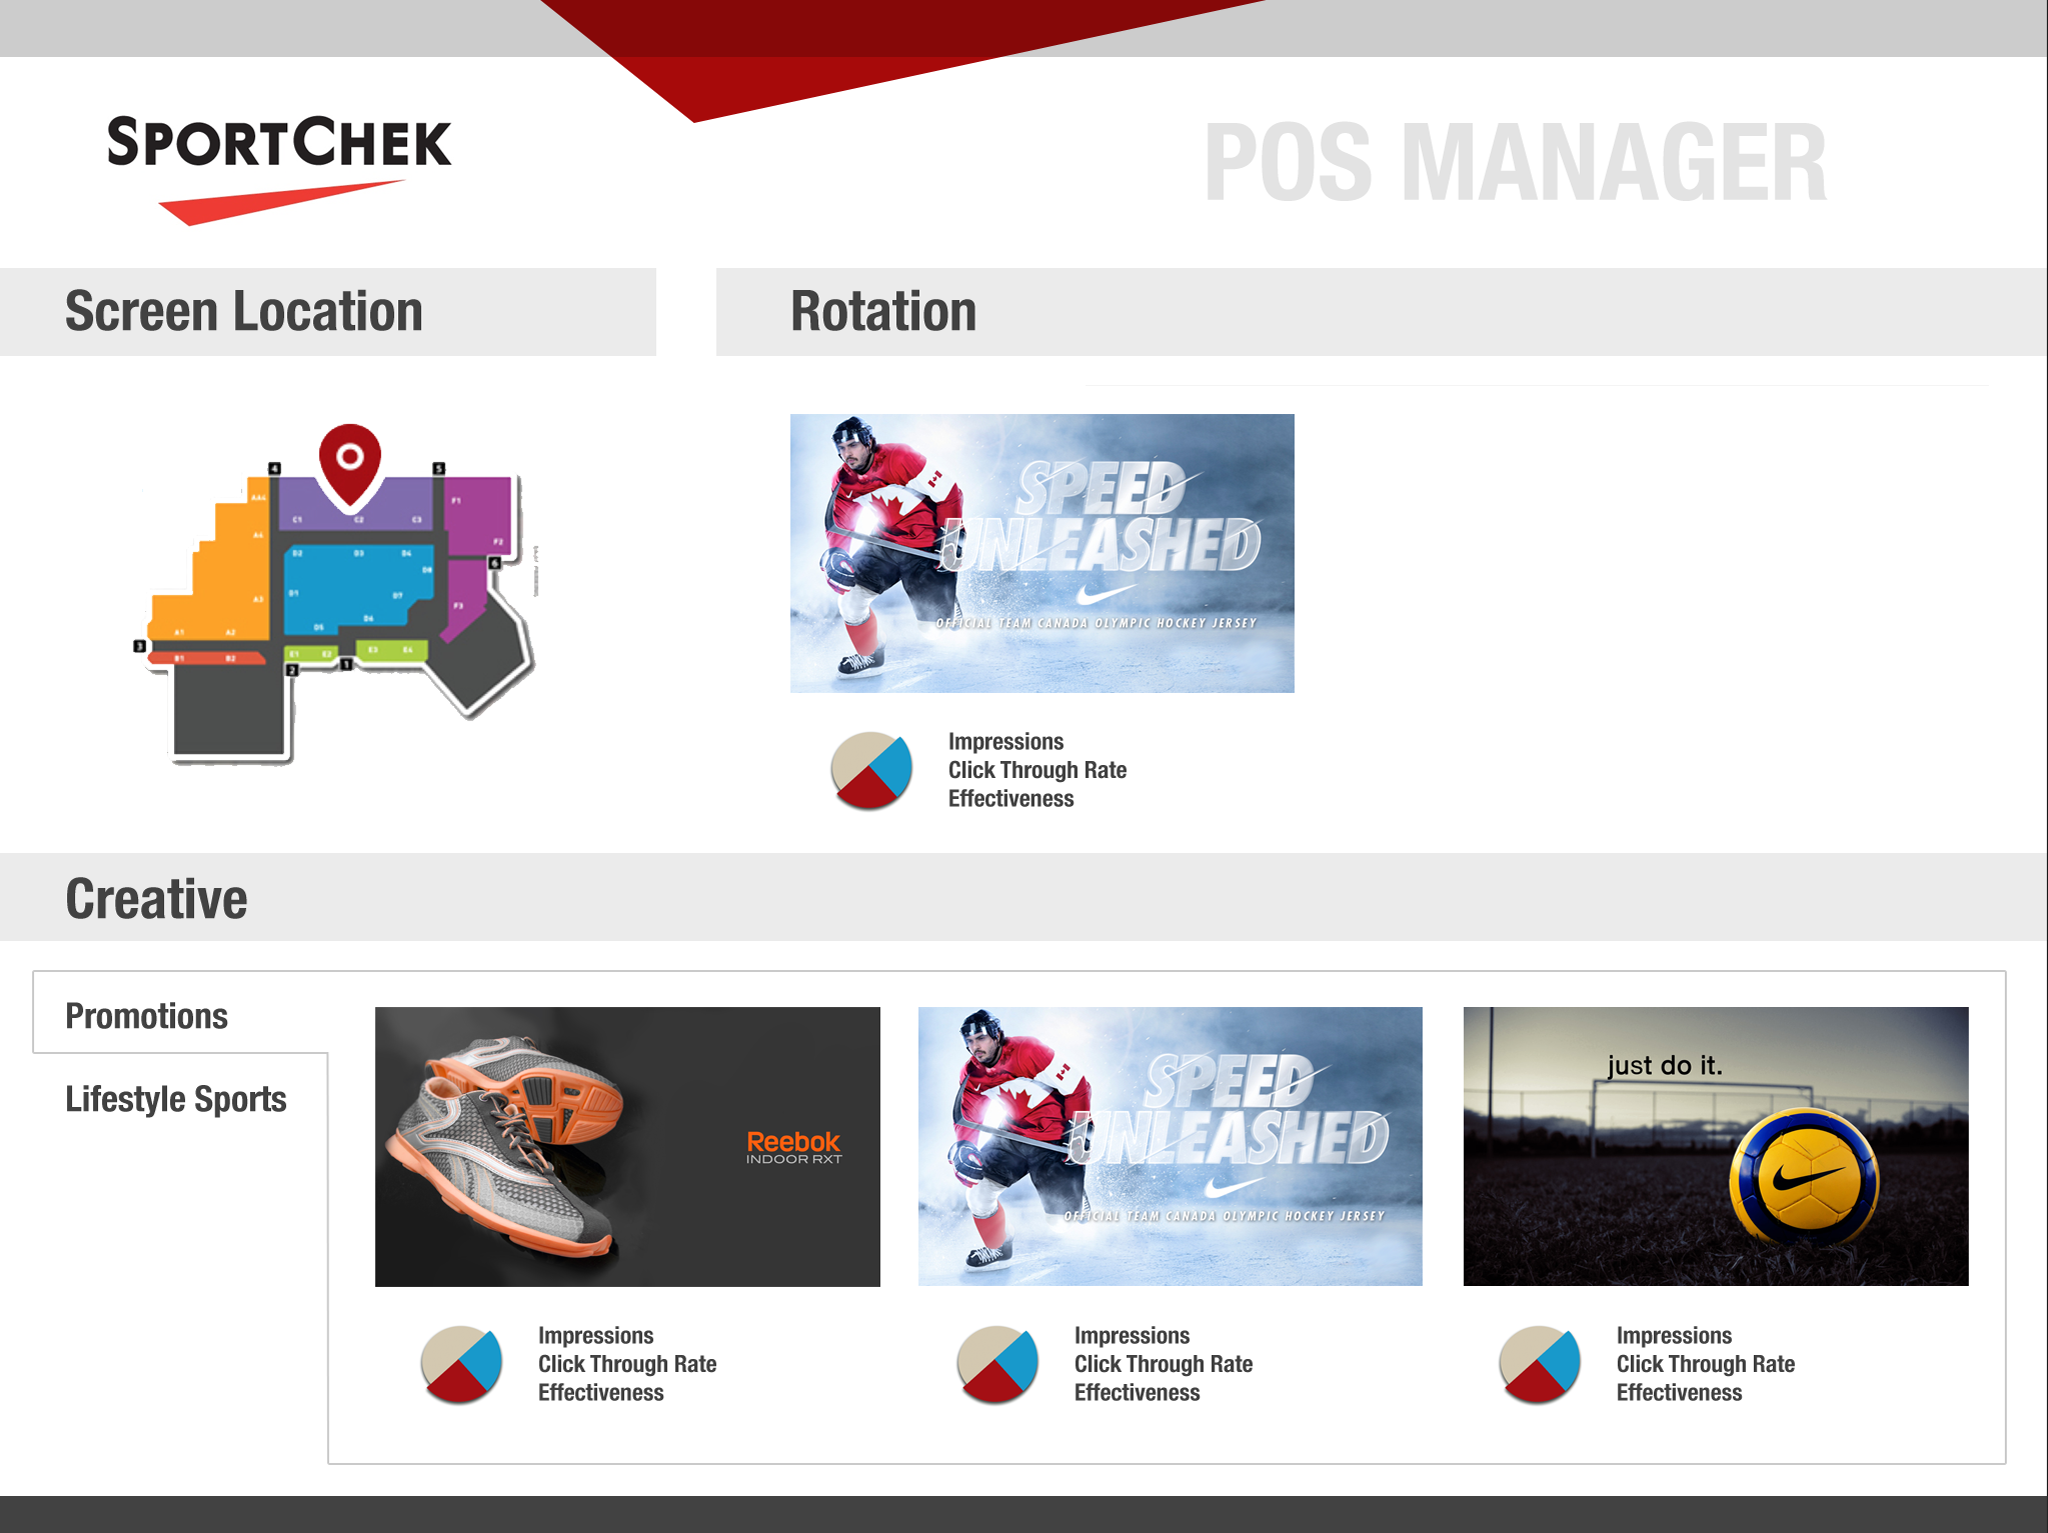 SPORTCHEK
POS MANAGER
Screen Location
Rotation
4
5
AA4
F1
C1 C2 C3
A4
F2
D2 D3 D4
6
D8
D1
D7
A3
F3
D6
D5
A1 A2
3
E1 E2
E3 E4
B1 B2
1
2
SPEED
UNLEASHED
OFFICIAL TEAM CANADA OLYMPIC HOCKEY JERSEY
Impressions
Click Through Rate
Effectiveness
Creative
Promotions
Lifestyle Sports
Reebok
INDOOR RXT
Impressions
Click Through Rate
Effectiveness
SPEED
UNLEASHED
OFFICIAL TEAM CANADA OLYMPIC HOCKEY JERSEY
Impressions
Click Through Rate
Effectiveness
just do it.
Impressions
Click Through Rate
Effectiveness